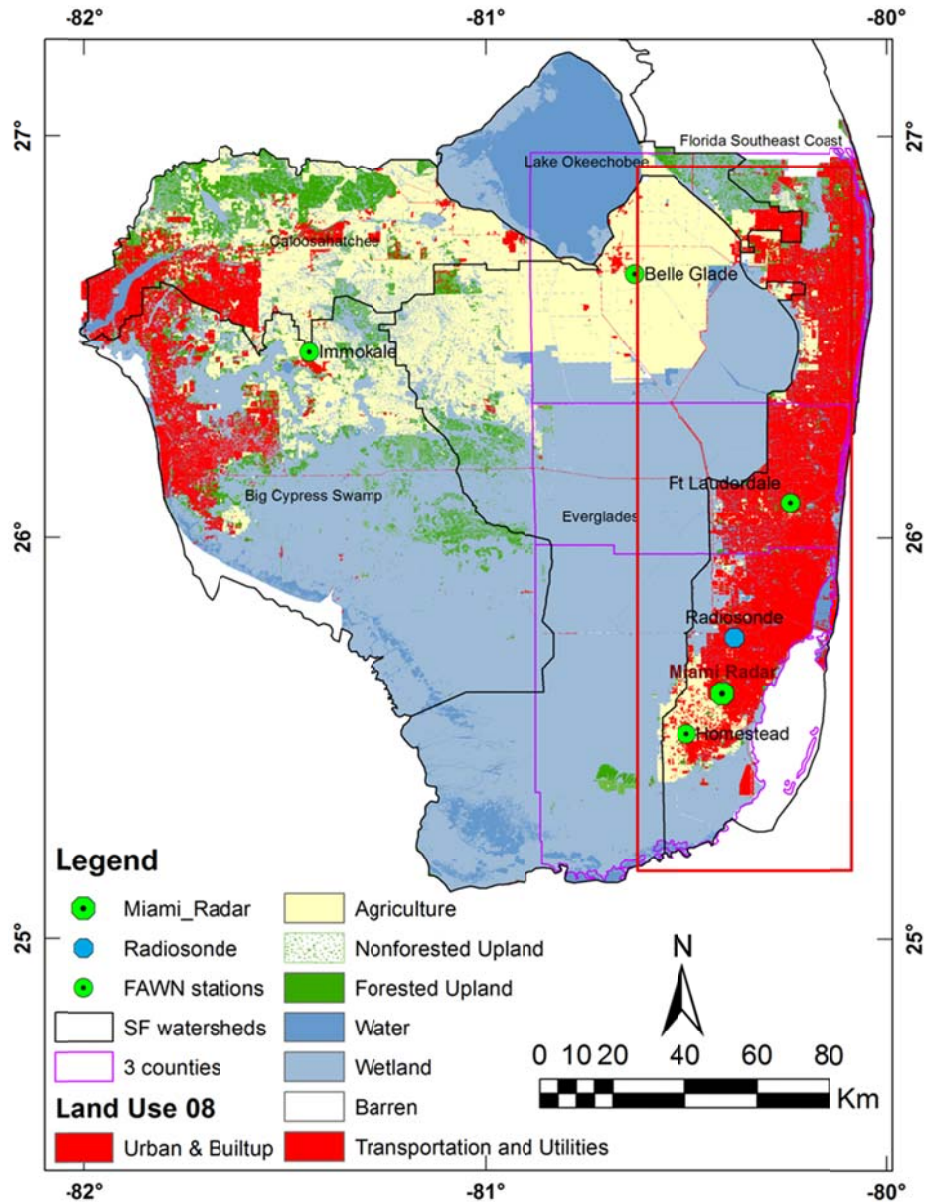 -82° -81° -80°
27° 27°
Florida Southeast Coast
Lake Okeechobee
Caloosahatches
Belle Glade
Immokale
Ft Lauderdale
Big Cypress Swamp
Everglades
26° 26°
Radiosonde
Miami Radar
Homestead
Legend
Miami_Radar
Radiosonde
FAWN stations
SF watersheds
3 counties
Land Use 08
Urban & Builtup
Agriculture
Nonforested Upland
Forested Upland
Water
Wetland
Barren
Transportation and Utilities
25° 25°
N
0 10 20 40 60 80
Km
-82° -81° -80°